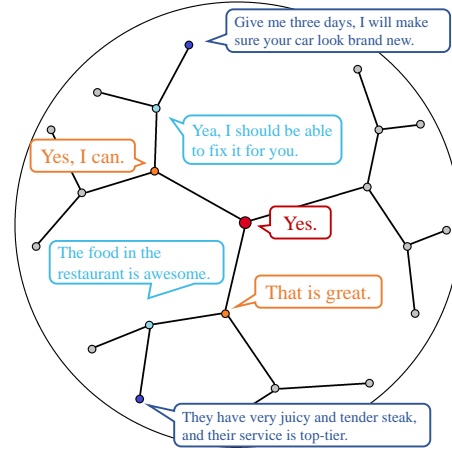 Give me three days, I will make
sure your car look brand new.
Yea, I should be able
to fix it for you.
Yes, I can.
Yes.
The food in the
restaurant is awesome.
That is great.
They have very juicy and tender steak,
and their service is top-tier.